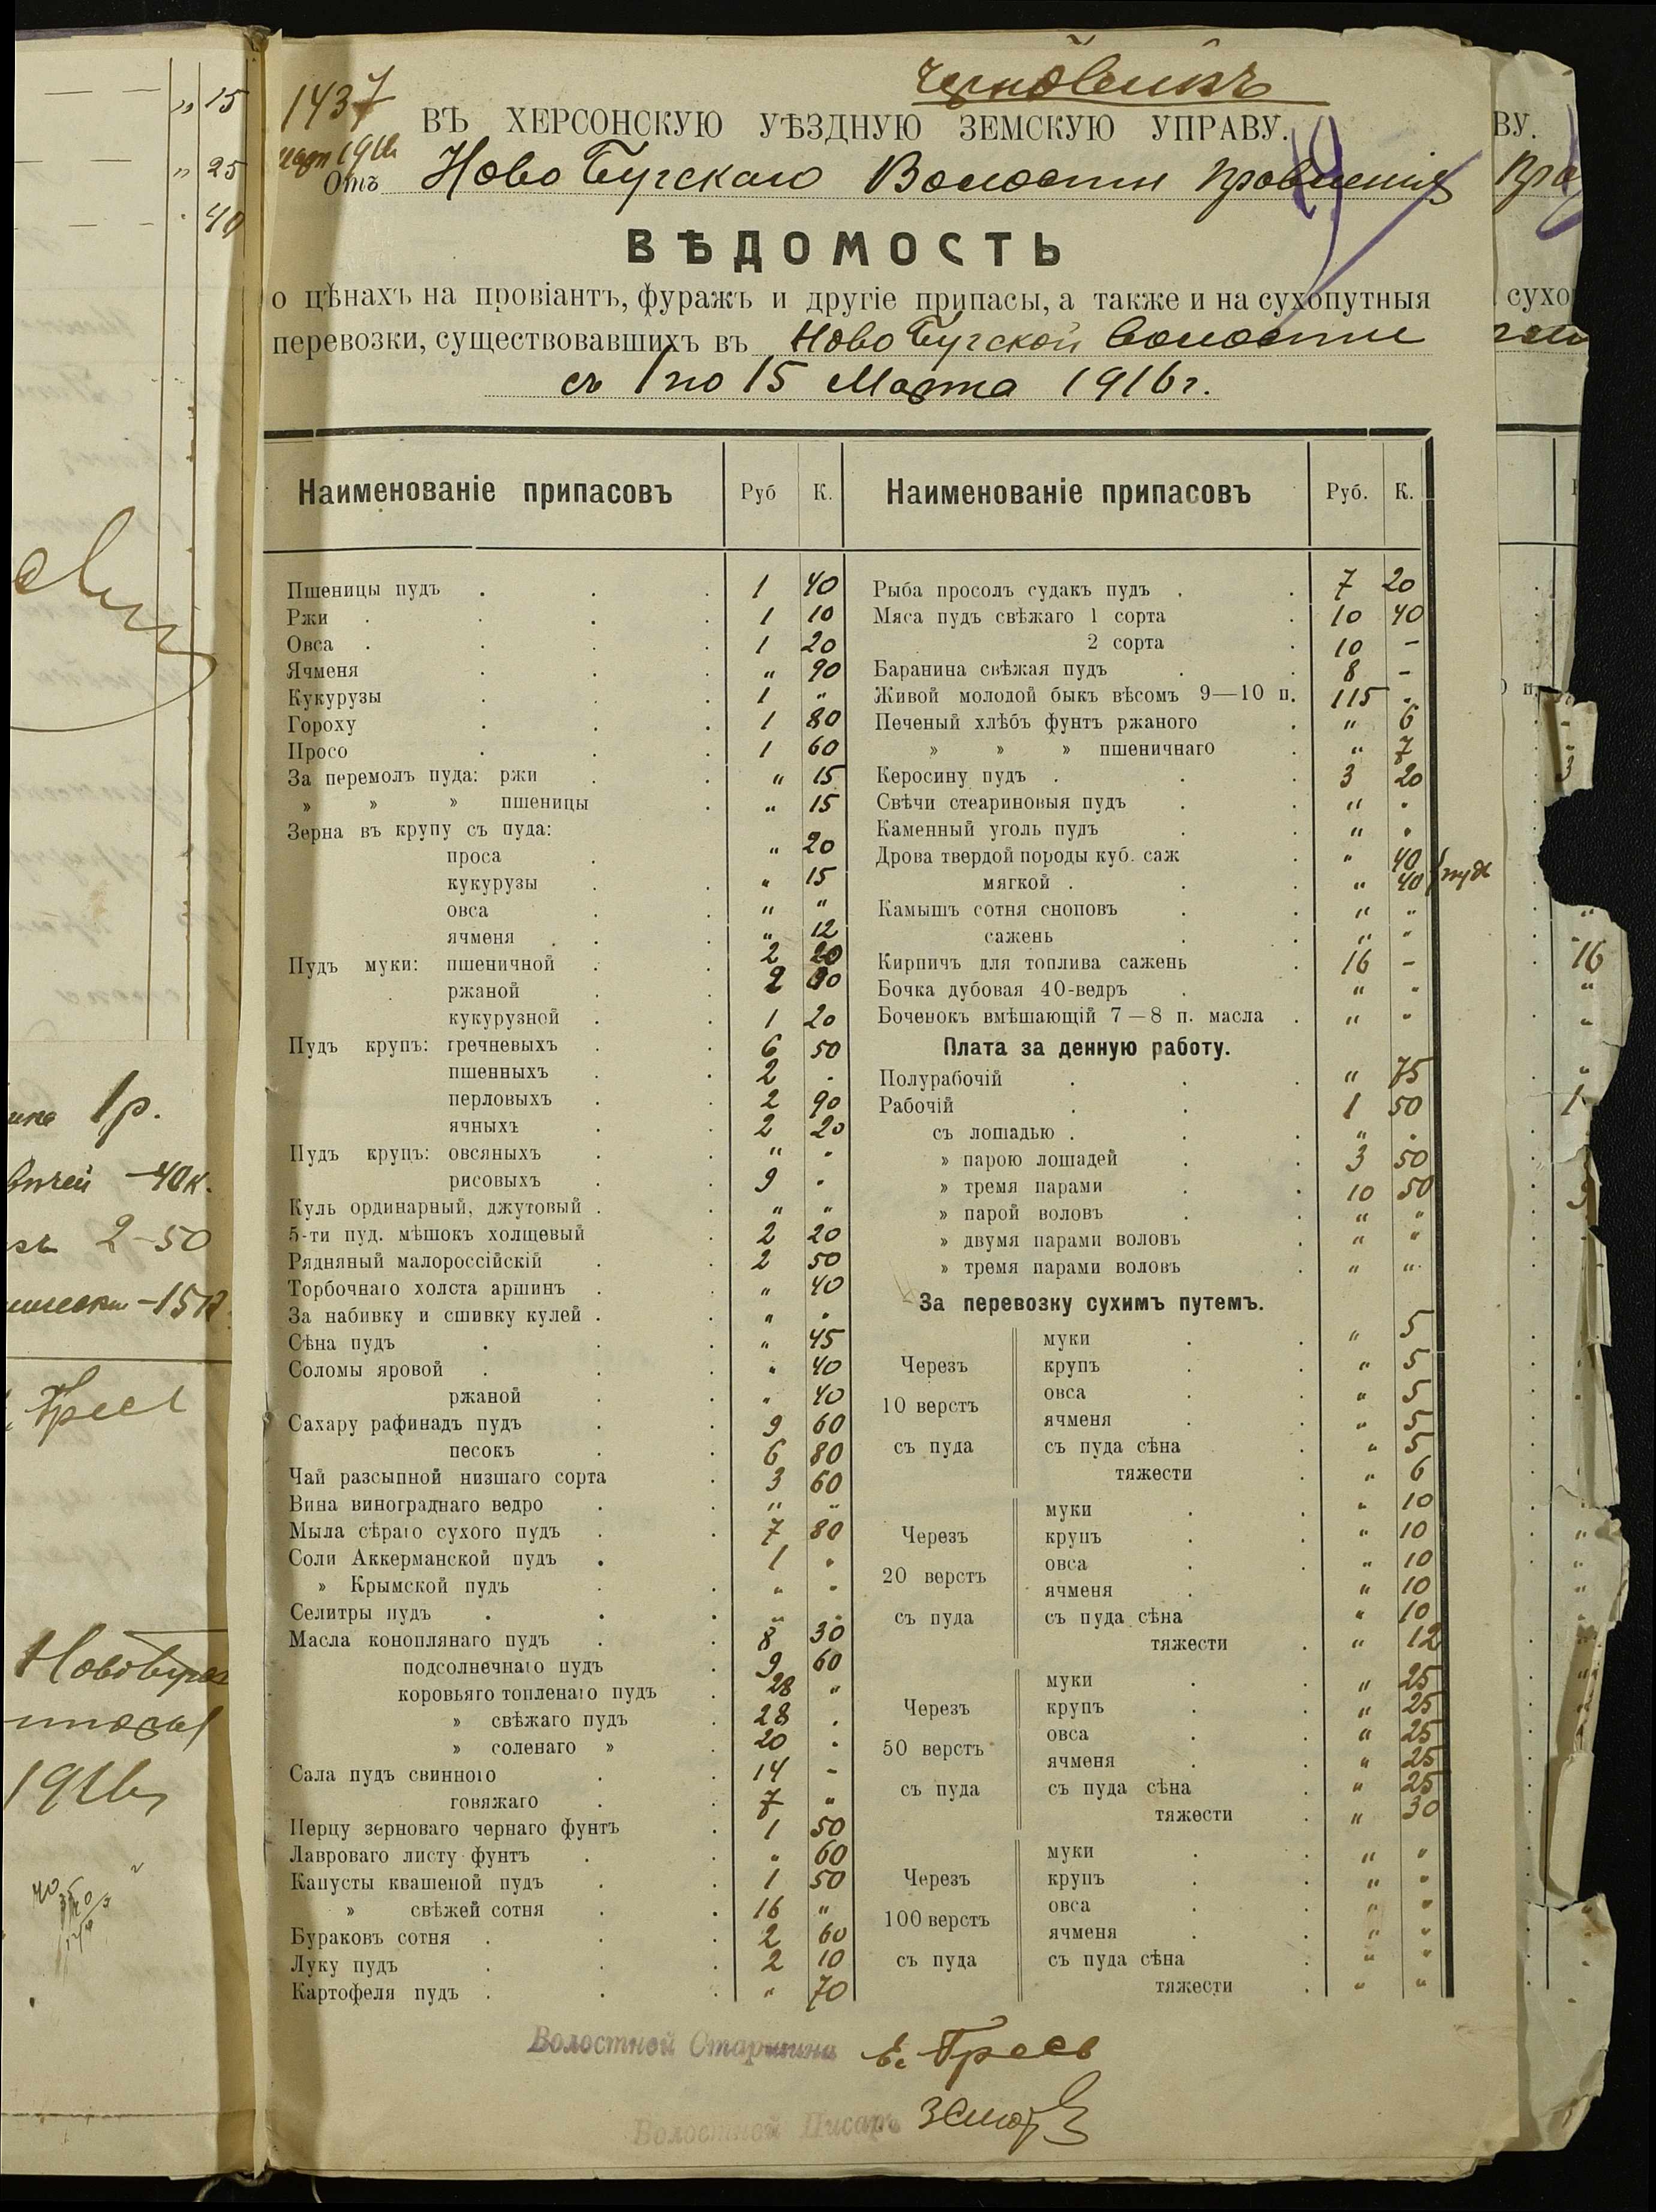 " 15
" 25
40
1 р.
40 к.
2-50
Грееъ
Новобугс
191
Черновикъ
1437
ВЪ ХЕРСОНСКУЮ УѢЗДНУЮ ЗЕМСКУЮ УПРАВУ.
Отъ Ново Бугскаго Волостн Правленія
ВѢДОМОСТЬ
о цѣнахъ на провіантъ, фуражъ и другіе припасы, а также и на сухопутныя
перевозки, существовавшихъ въ Ново Бугской волости
съ 1 по 15 Марта 1916 г.
Наименованіе припасовъ Руб К.
Пшеницы пудъ 1 40
Ржи 1 10
Овса 1 20
Ячменя " 90
Кукурузы 1 "
Гороху 1 80
Просо 1 60
За перемолъ пуда: ржи " 15
» » » пшеницы " 15
Зерна въ крупу съ пуда:
проса " 20
кукурузы " 15
овса " "
ячменя " 12
Пудъ муки: пшеничной 2 20
ржаной 2
кукурузной 1 20
Пудъ крупъ: гречневыхъ 6 50
пшенныхъ 2 -
перловыхъ 2 90
ячныхъ 2 20
Пудъ крупъ: овсяныхъ " -
рисовыхъ 9 -
Куль ординарный, джутовый " "
5-ти пуд. мѣшокъ холщевый 2 20
Рядняный малороссійскій 2 50
Торбочнаго холста аршинъ " 40
За набивку и сшивку кулей " -
Сѣна пудъ " 45
Соломы яровой " 40
ржаной " 40
Сахару рафинадъ пудъ 9 60
песокъ 6 80
Чай разсыпной низшаго сорта 3 60
Вина винограднаго ведро " "
Мыла сѣраго сухого пудъ 7 80
Соли Аккерманской пудъ 1 -
» Крымской пудъ " -
Селитры пудъ " -
Масла коноплянаго пудъ 8 30
подсолнечнаго пудъ 9 60
коровьяго топленаго пудъ 28 "
» свѣжаго пудъ 28 -
» соленаго » 20 -
Сала пудъ свинного 14 -
говяжаго 7 "
Перцу зерноваго чернаго фунтъ 1 50
Лавроваго листу фунтъ " 60
Капусты квашеной пудъ 1 50
» свѣжей сотня 16 "
Бураковъ сотня 2 60
Луку пудъ 2 10
Картофеля пудъ " 70
Наименованіе припасовъ Руб. К.
Рыба просолъ судакъ пудъ 7 20
Мяса пудъ свѣжаго 1 сорта 10 40
2 сорта 10 -
Баранина свѣжая пудъ 8 -
Живой молодой быкъ вѣсомъ 9—10 п. 115 -
Печеный хлѣбъ фунтъ ржаного " 6
» » » пшеничнаго " 7
Керосину пудъ 3 20
Свѣчи стеариновыя пудъ " -
Каменный уголь пудъ " -
Дрова твердой породы куб. саж " 40
мягкой " 40 пудъ
Камышъ сотня сноповъ " "
сажень " "
Кирпичъ для топлива сажень 16 -
Бочка дубовая 40-ведръ " -
Боченокъ вмѣшающій 7—8 п. масла " -
Плата за денную работу.
Полурабочій " 75
Рабочій 1 50
съ лошадью " -
» парою лошадей 3 50
» тремя парами 10 50
» парой воловъ " "
» двумя парами воловъ " "
» тремя парами воловъ " "
За перевозку сухимъ путемъ.
Черезъ 10 верстъ съ пуда
муки " 5
крупъ " 5
овса " 5
ячменя " 5
съ пуда сѣна " 5
тяжести " 6
Черезъ 20 верстъ съ пуда
муки " 10
крупъ " 10
овса " 10
ячменя " 10
съ пуда сѣна " 10
тяжести " 12
Черезъ 50 верстъ съ пуда
муки " 25
крупъ " 25
овса " 25
ячменя " 25
съ пуда сѣна " 25
тяжести " 30
Черезъ 100 верстъ съ пуда
муки " "
крупъ " "
овса " "
ячменя " "
съ пуда сѣна " "
тяжести " "
Волостной Старшина Е. Греевъ
Волостной Писарь
ВУ.
сухо
16